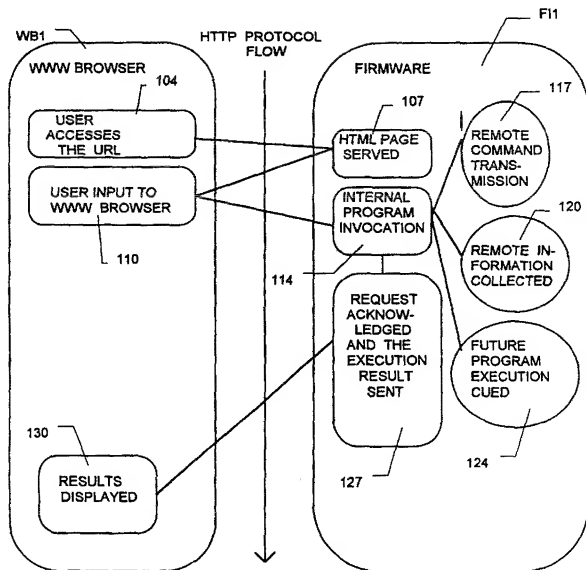 WB1
WWW BROWSER
104
USER
ACCESSES
THE URL
USER INPUT TO
WWW BROWSER
110
130
RESULTS
DISPLAYED
HTTP PROTOCOL
FLOW
FI1
FIRMWARE
107
HTML PAGE
SERVED
INTERNAL
PROGRAM
INVOCATION
114
REQUEST
ACKNOW-
LEDGED
AND THE
EXECUTION
RESULT
SENT
127
117
REMOTE
COMMAND
TRANS-
MISSION
120
REMOTE IN-
FORMATION
COLLECTED
FUTURE
PROGRAM
EXECUTION
CUED
124